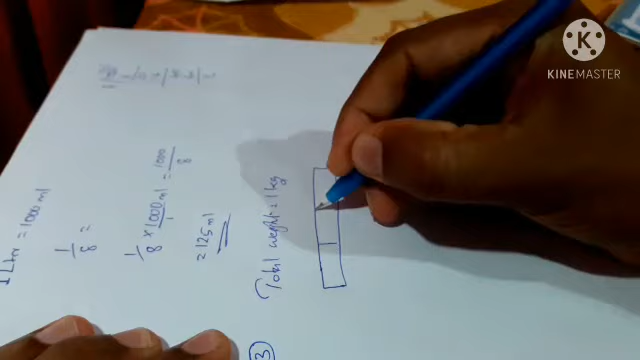 1 Ltr = 1000 ml
1/8 =
1/8 × 1000 ml/1 = 1000/8
= 125 ml
3
Total weight = 1 kg
K
KINEMASTER